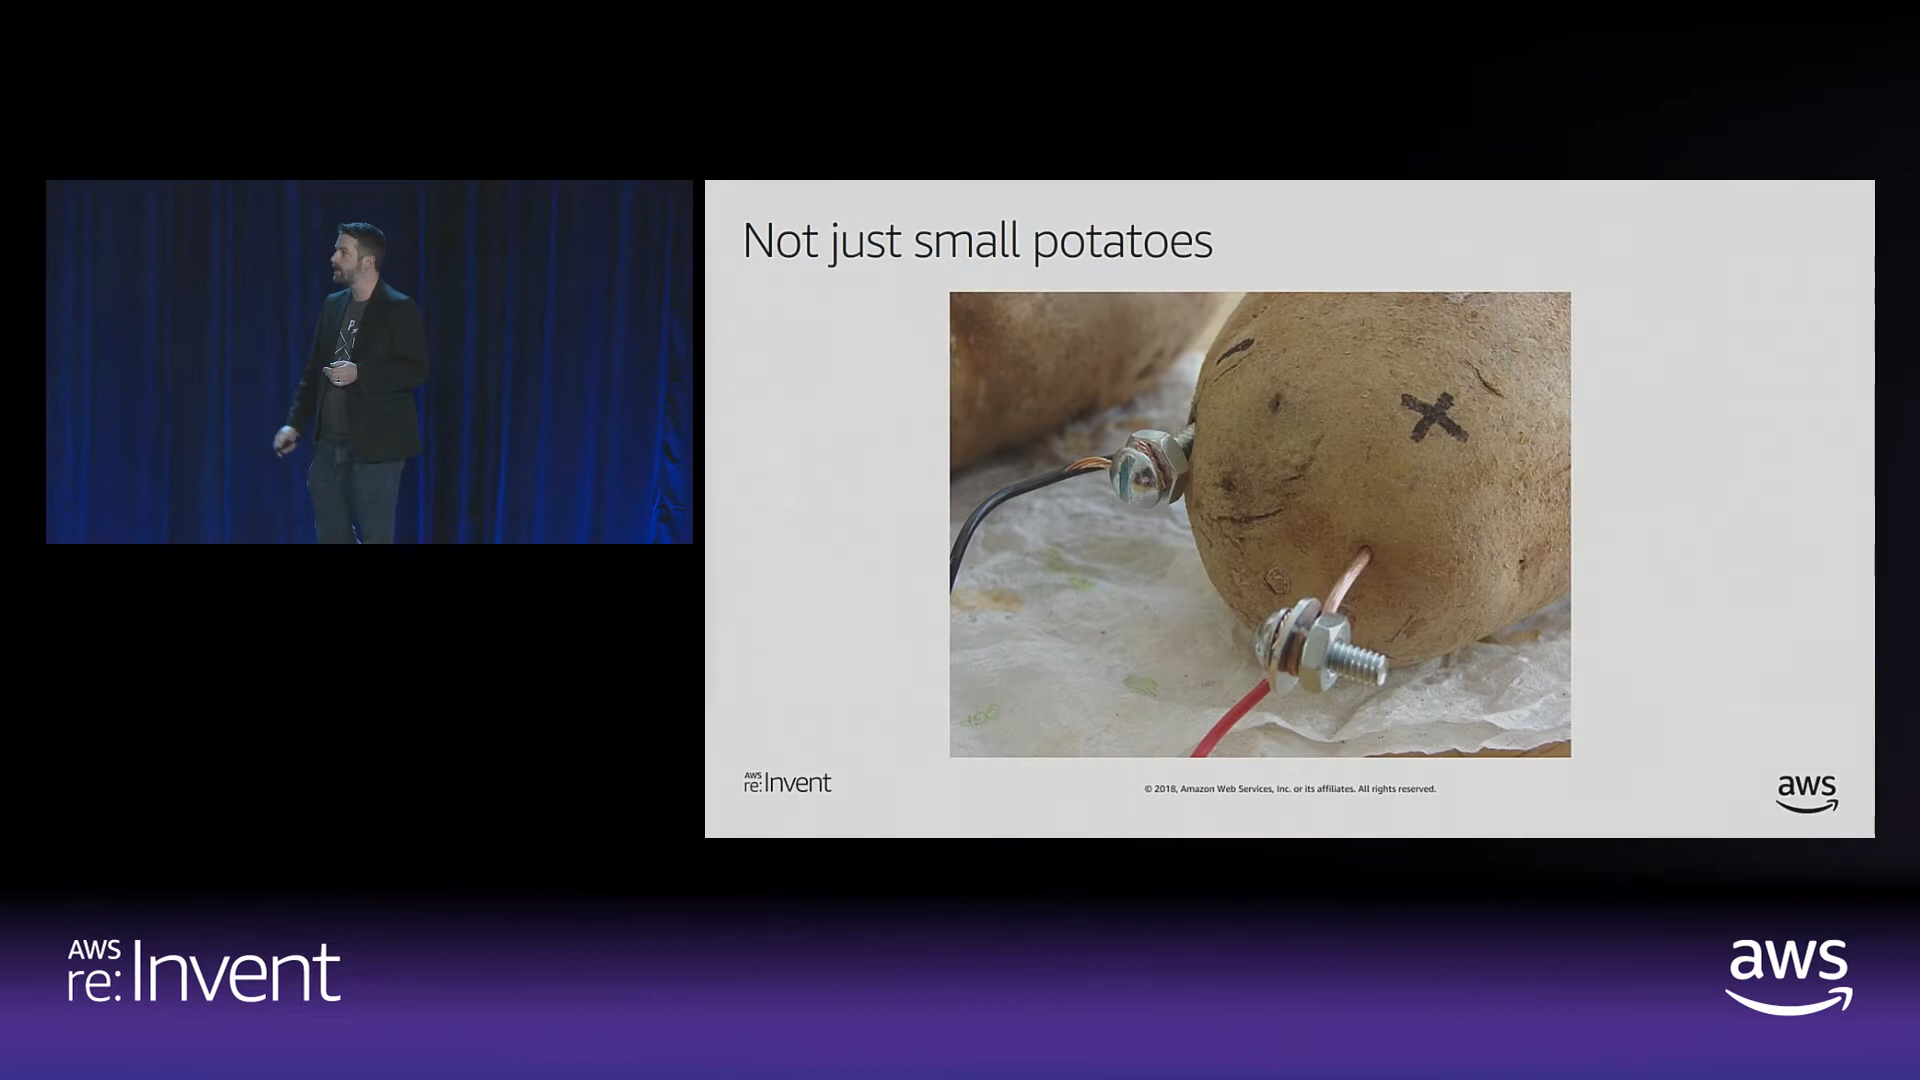 Not just small potatoes
AWS
re:Invent
© 2018, Amazon Web Services, Inc. or its affiliates. All rights reserved.
aws
AWS
re:Invent
aws